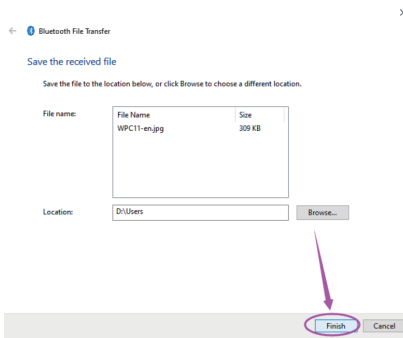 Bluetooth File Transfer
Save the received file
Save the file to the location below, or click Browse to choose a different location.
File name:
File Name Size
WPC11-en.jpg 309 KB
Location: D:\Users Browse...
Finish Cancel